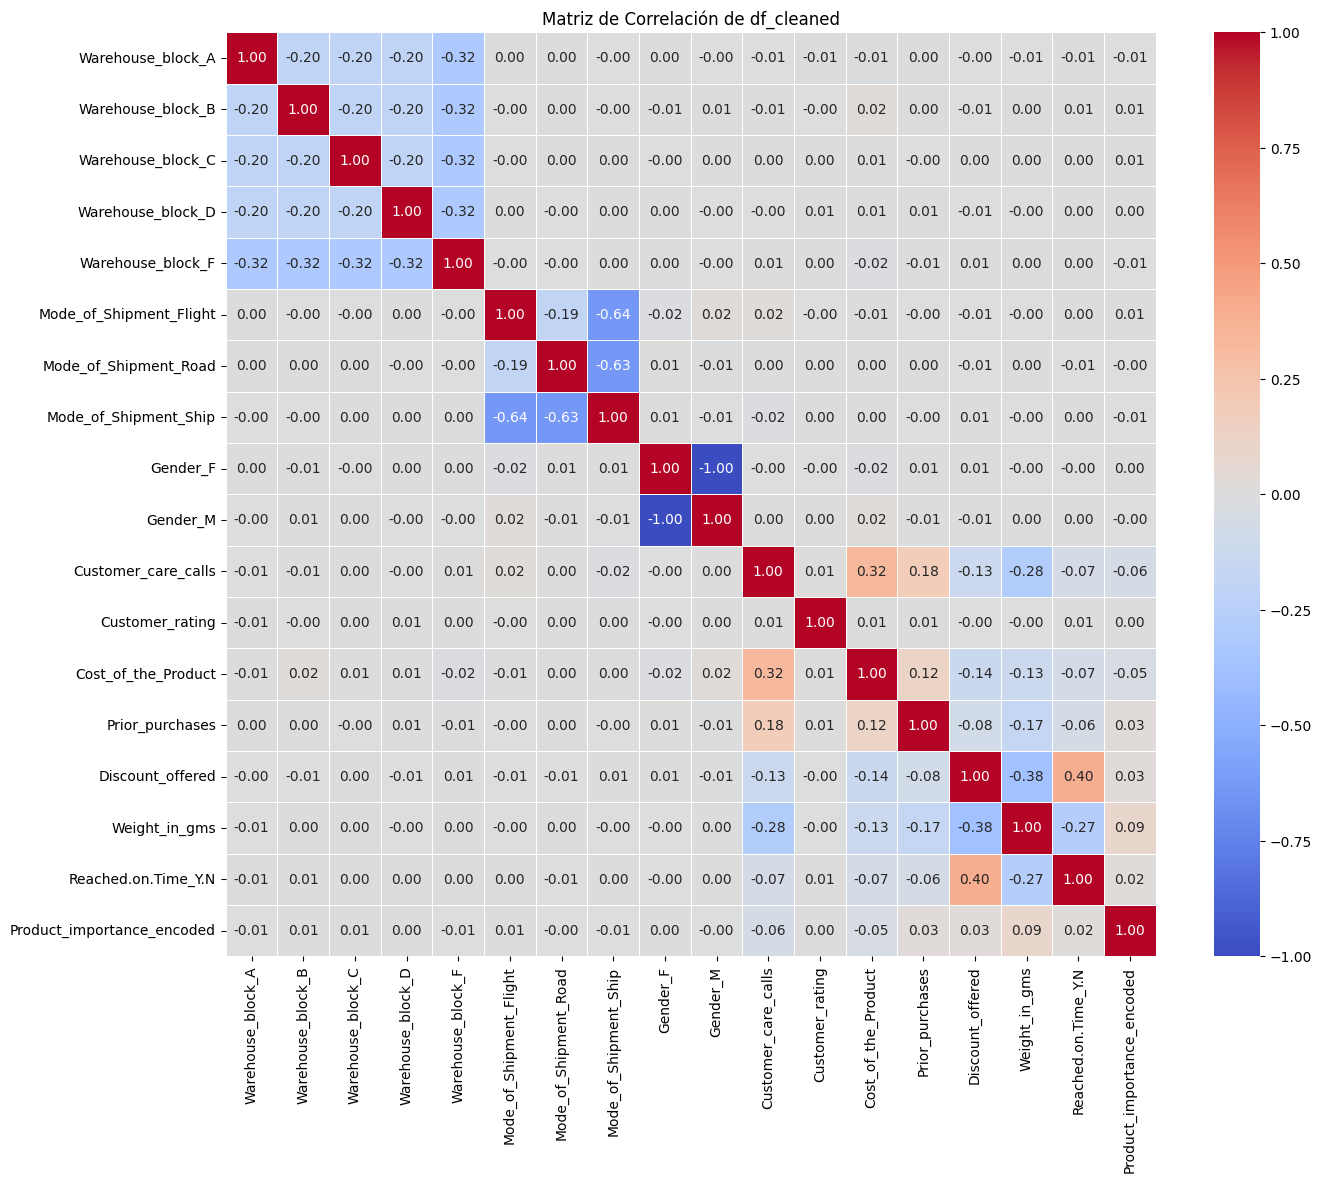 Matriz de Correlación de df_cleaned
Warehouse_block_A 1.00 -0.20 -0.20 -0.20 -0.32 0.00 0.00 -0.00 0.00 -0.00 -0.01 -0.01 -0.01 0.00 -0.00 -0.01 -0.01 -0.01
Warehouse_block_B -0.20 1.00 -0.20 -0.20 -0.32 -0.00 0.00 -0.00 -0.01 0.01 -0.01 -0.00 0.02 0.00 -0.01 0.00 0.01 0.01
Warehouse_block_C -0.20 -0.20 1.00 -0.20 -0.32 -0.00 0.00 0.00 -0.00 0.00 0.00 0.00 0.01 -0.00 0.00 0.00 0.00 0.01
Warehouse_block_D -0.20 -0.20 -0.20 1.00 -0.32 0.00 -0.00 0.00 0.00 -0.00 -0.00 0.01 0.01 0.01 -0.01 -0.00 0.00 0.00
Warehouse_block_F -0.32 -0.32 -0.32 -0.32 1.00 -0.00 -0.00 0.00 0.00 -0.00 0.01 0.00 -0.02 -0.01 0.01 0.00 0.00 -0.01
Mode_of_Shipment_Flight 0.00 -0.00 -0.00 0.00 -0.00 1.00 -0.19 -0.64 -0.02 0.02 0.02 -0.00 -0.01 -0.00 -0.01 -0.00 0.00 0.01
Mode_of_Shipment_Road 0.00 0.00 0.00 -0.00 -0.00 -0.19 1.00 -0.63 0.01 -0.01 0.00 0.00 0.00 -0.00 -0.01 0.00 -0.01 -0.00
Mode_of_Shipment_Ship -0.00 -0.00 0.00 0.00 0.00 -0.64 -0.63 1.00 0.01 -0.01 -0.02 0.00 0.00 -0.00 0.01 -0.00 0.00 -0.01
Gender_F 0.00 -0.01 -0.00 0.00 0.00 -0.02 0.01 0.01 1.00 -1.00 -0.00 -0.00 -0.02 0.01 0.01 -0.00 -0.00 0.00
Gender_M -0.00 0.01 0.00 -0.00 -0.00 0.02 -0.01 -0.01 -1.00 1.00 0.00 0.00 0.02 -0.01 -0.01 0.00 0.00 -0.00
Customer_care_calls -0.01 -0.01 0.00 -0.00 0.01 0.02 0.00 -0.02 -0.00 0.00 1.00 0.01 0.32 0.18 -0.13 -0.28 -0.07 -0.06
Customer_rating -0.01 -0.00 0.00 0.01 0.00 -0.00 0.00 0.00 -0.00 0.00 0.01 1.00 0.01 0.01 -0.00 -0.00 0.01 0.00
Cost_of_the_Product -0.01 0.02 0.01 0.01 -0.02 -0.01 0.00 0.00 -0.02 0.02 0.32 0.01 1.00 0.12 -0.14 -0.13 -0.07 -0.05
Prior_purchases 0.00 0.00 -0.00 0.01 -0.01 -0.00 -0.00 -0.00 0.01 -0.01 0.18 0.01 0.12 1.00 -0.08 -0.17 -0.06 0.03
Discount_offered -0.00 -0.01 0.00 -0.01 0.01 -0.01 -0.01 0.01 0.01 -0.01 -0.13 -0.00 -0.14 -0.08 1.00 -0.38 0.40 0.03
Weight_in_gms -0.01 0.00 0.00 -0.00 0.00 -0.00 0.00 -0.00 -0.00 0.00 -0.28 -0.00 -0.13 -0.17 -0.38 1.00 -0.27 0.09
Reached.on.Time_Y.N -0.01 0.01 0.00 0.00 0.00 0.00 -0.01 0.00 -0.00 0.00 -0.07 0.01 -0.07 -0.06 0.40 -0.27 1.00 0.02
Product_importance_encoded -0.01 0.01 0.01 0.00 -0.01 0.01 -0.00 -0.01 0.00 -0.00 -0.06 0.00 -0.05 0.03 0.03 0.09 0.02 1.00
Warehouse_block_A
Warehouse_block_B
Warehouse_block_C
Warehouse_block_D
Warehouse_block_F
Mode_of_Shipment_Flight
Mode_of_Shipment_Road
Mode_of_Shipment_Ship
Gender_F
Gender_M
Customer_care_calls
Customer_rating
Cost_of_the_Product
Prior_purchases
Discount_offered
Weight_in_gms
Reached.on.Time_Y.N
Product_importance_encoded
1.00
0.75
0.50
0.25
0.00
−0.25
−0.50
−0.75
−1.00